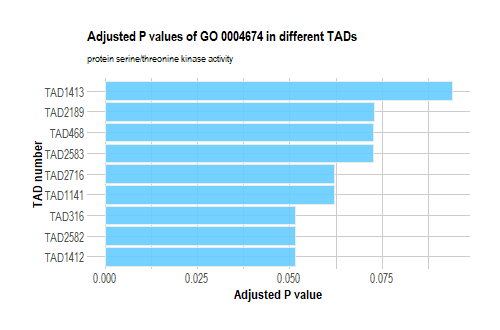 Adjusted P values of GO 0004674 in different TADs
protein serine/threonine kinase activity
TAD number
TAD1413
TAD2189
TAD468
TAD2583
TAD2716
TAD1141
TAD316
TAD2582
TAD1412
0.000 0.025 0.050 0.075
Adjusted P value